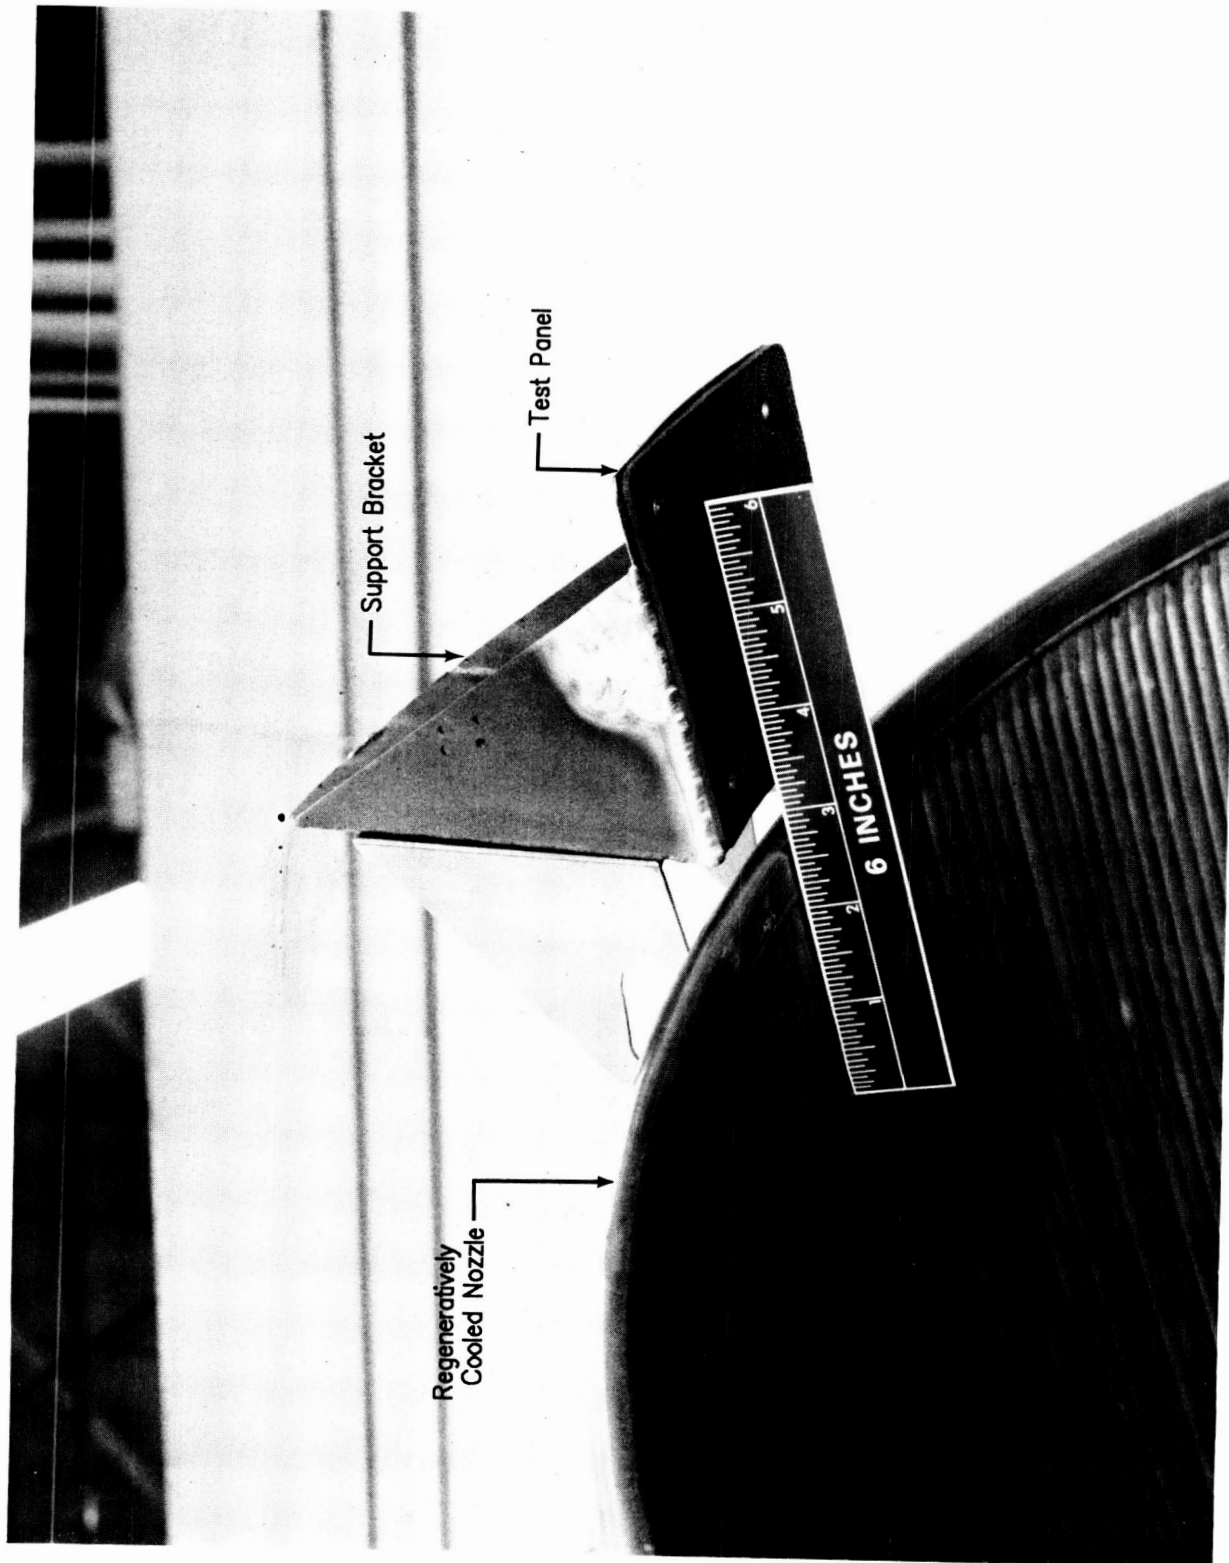 Regeneratively
Cooled Nozzle
Support Bracket
Test Panel
1
2
3
4
5
6
6 INCHES